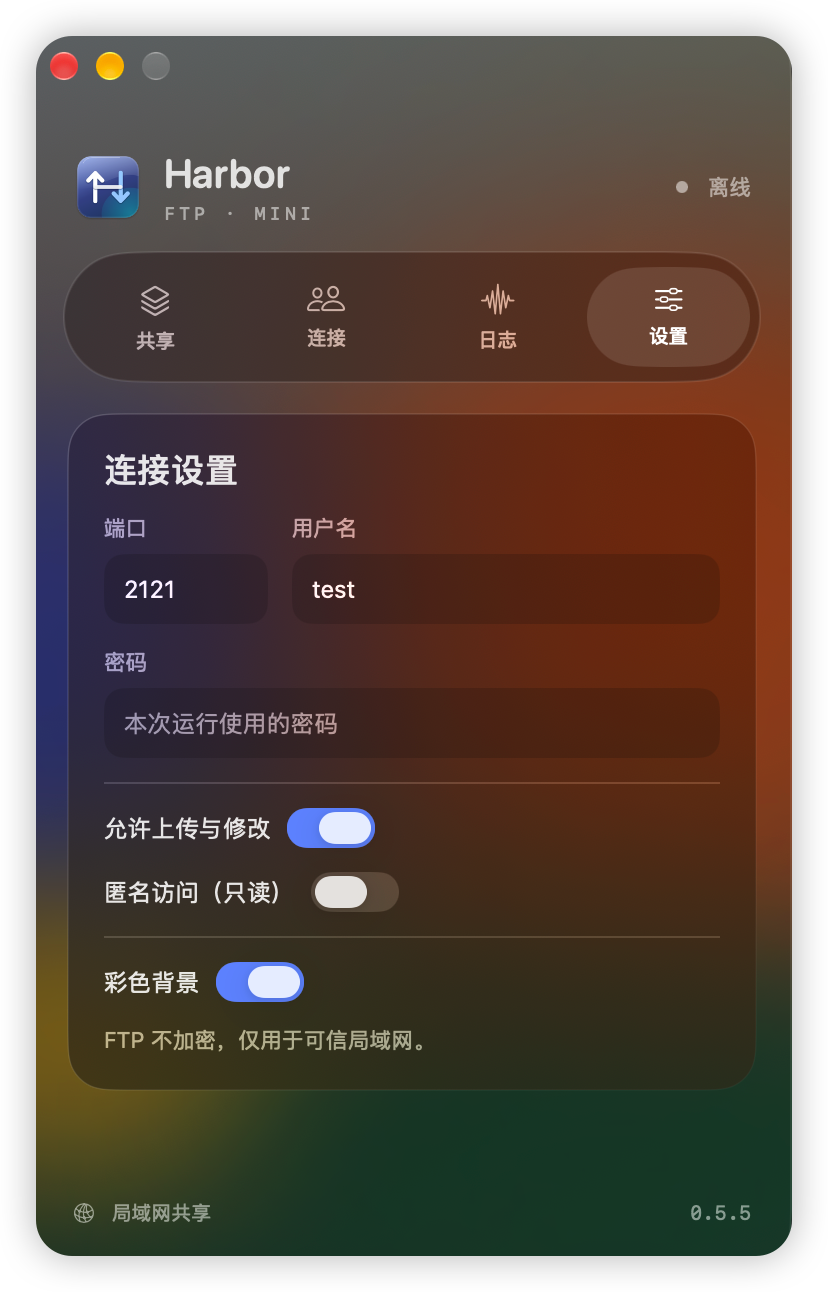 Harbor
FTP · MINI
离线
共享
连接
日志
设置
连接设置
端口
用户名
2121
test
密码
本次运行使用的密码
允许上传与修改
匿名访问（只读）
彩色背景
FTP 不加密，仅用于可信局域网。
局域网共享
0.5.5